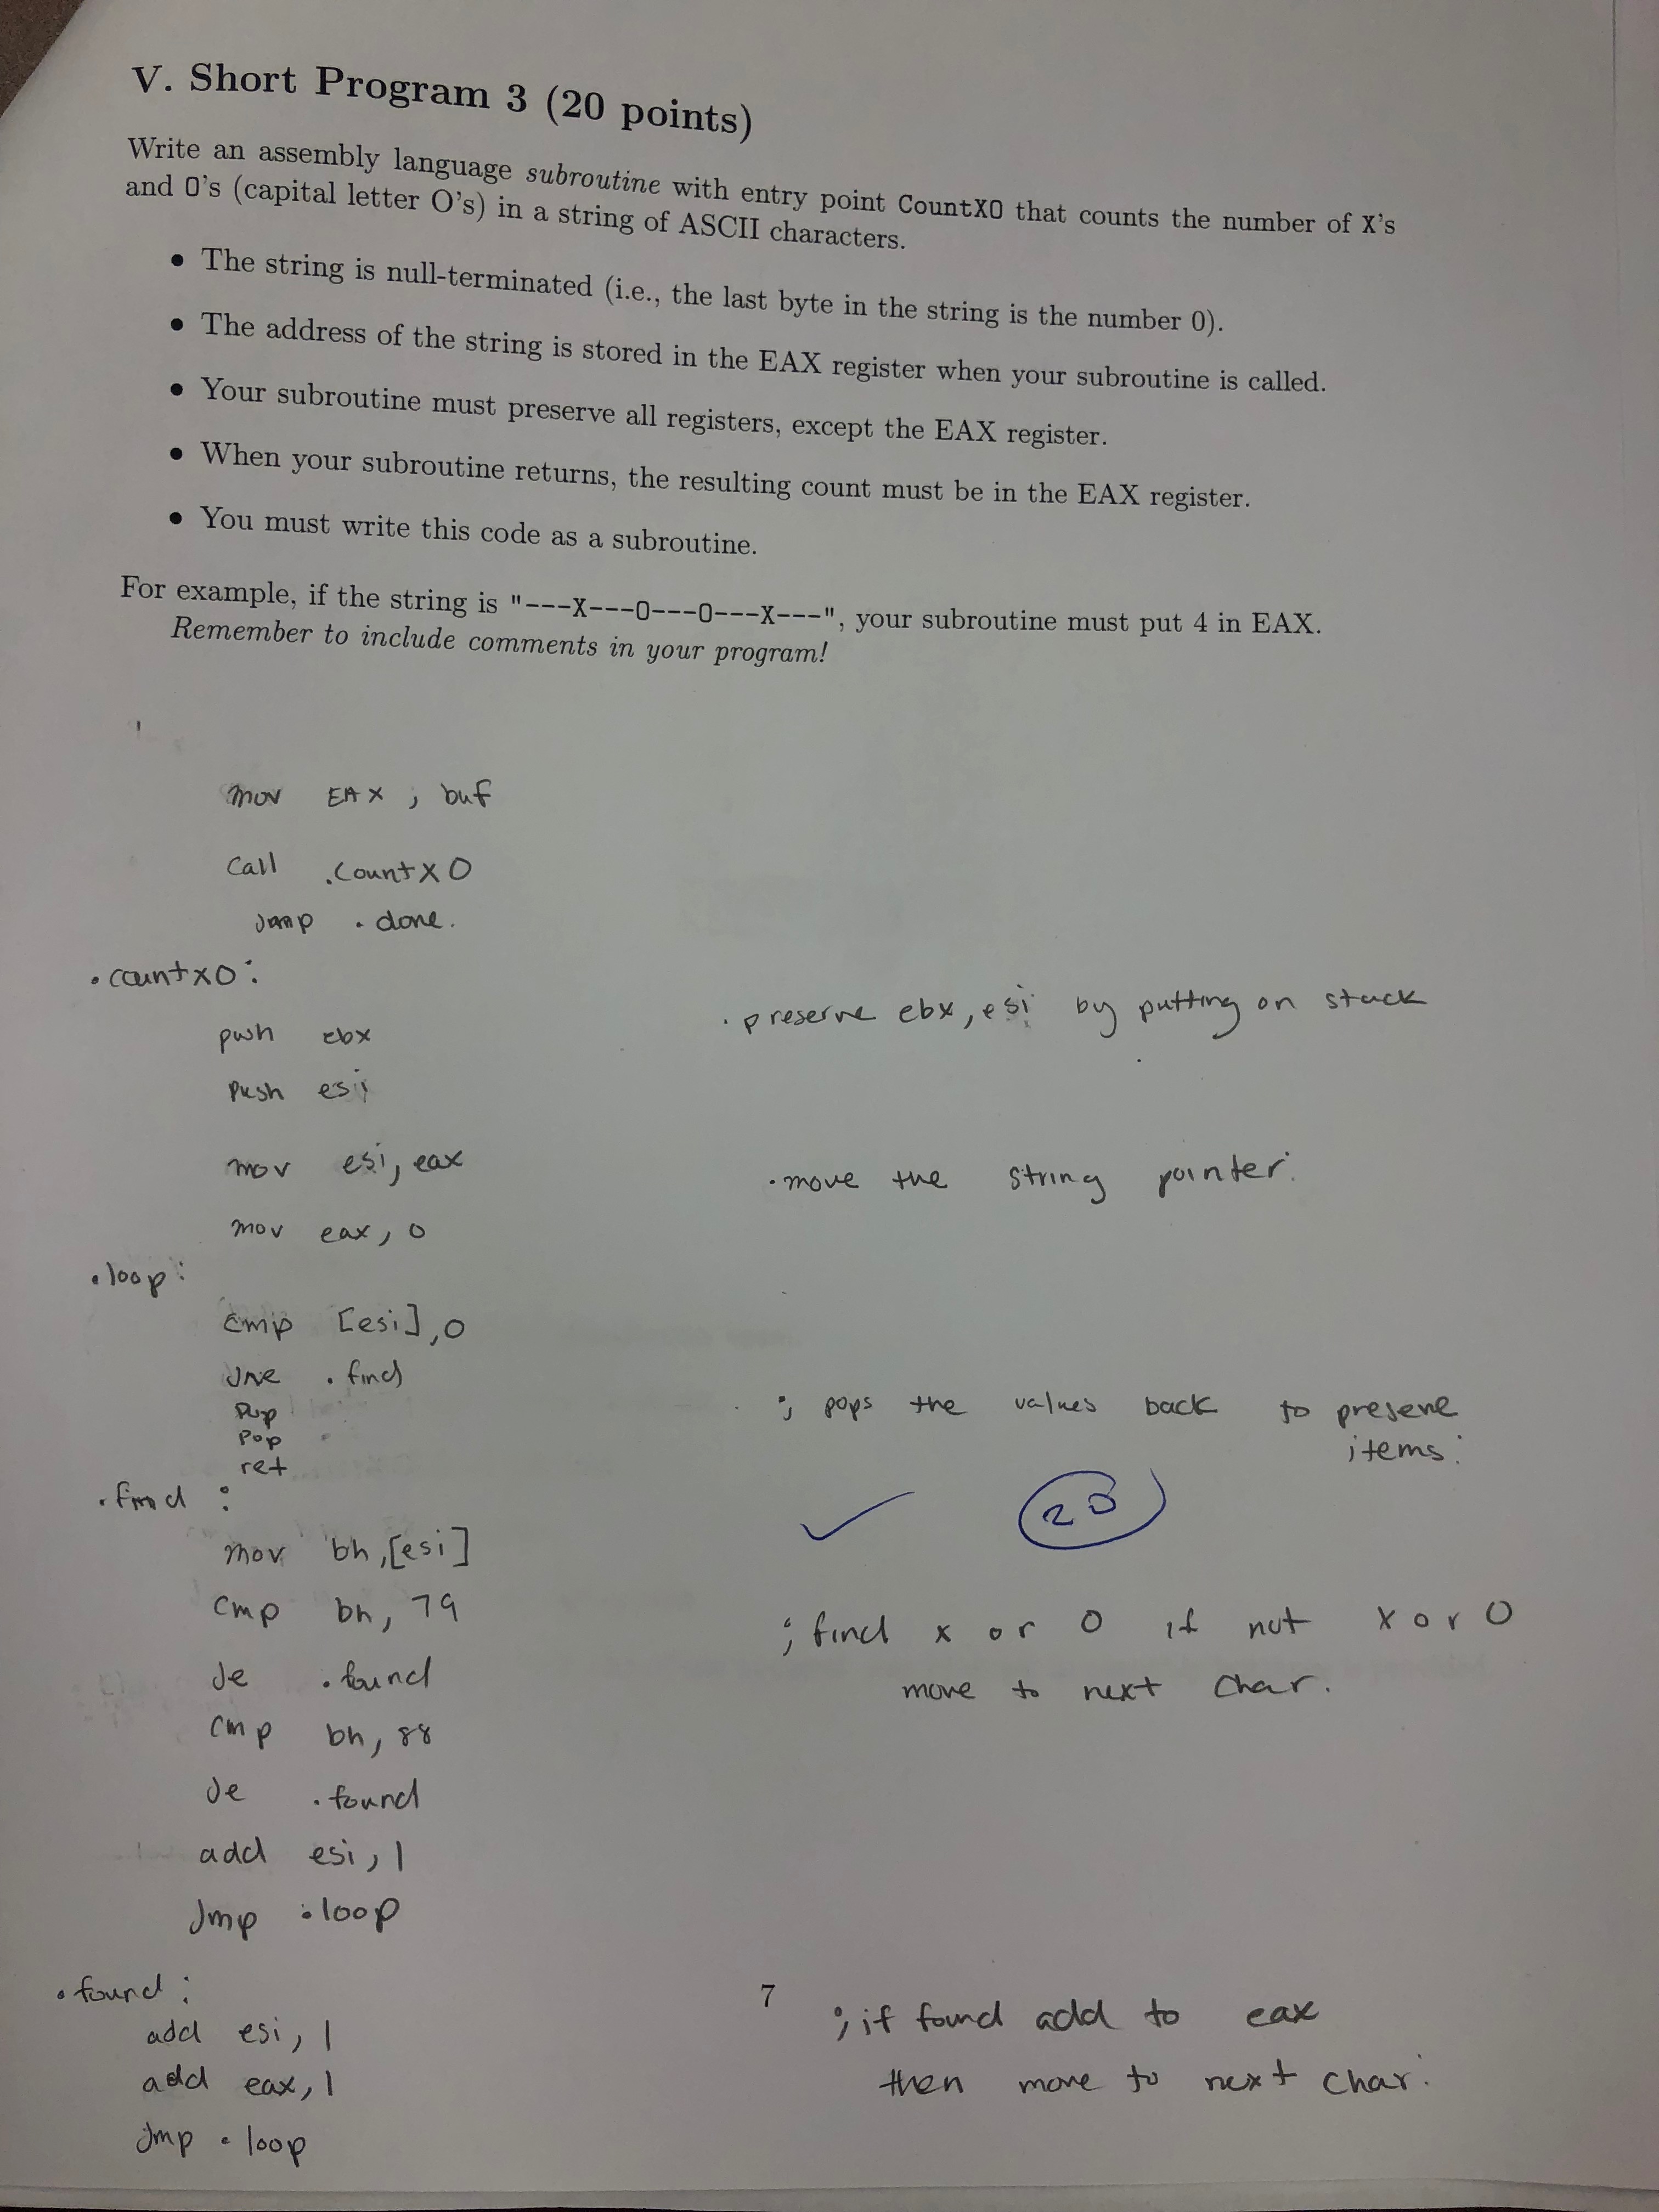 V. Short Program 3 (20 points)
Write an assembly language subroutine with entry point CountXO that counts the number of X's
and O's (capital letter O's) in a string of ASCII characters.
• The string is null-terminated (i.e., the last byte in the string is the number 0).
• The address of the string is stored in the EAX register when your subroutine is called.
• Your subroutine must preserve all registers, except the EAX register.
• When your subroutine returns, the resulting count must be in the EAX register.
• You must write this code as a subroutine.
For example, if the string is "---X---O---O---X---", your subroutine must put 4 in EAX.
Remember to include comments in your program!
mov EAX, buf
call .CountXO
jmp .done.
.countxO:
push ebx .preserve ebx, esi by putting on stack
push esi
mov esi, eax .move the string pointer.
mov eax, 0
.loop:
cmp [esi],0
jne .find
pop ; pops the values back to preserve
pop items.
ret
.find :
mov bh,[esi] 20
cmp bh, 79 ; find x or O if not X or O
je .found move to next char.
cmp bh, 88
je .found
add esi, 1
Jmp .loop
.found: 7
add esi, 1 ; if found add to eax
add eax, 1 then move to next char.
Jmp .loop